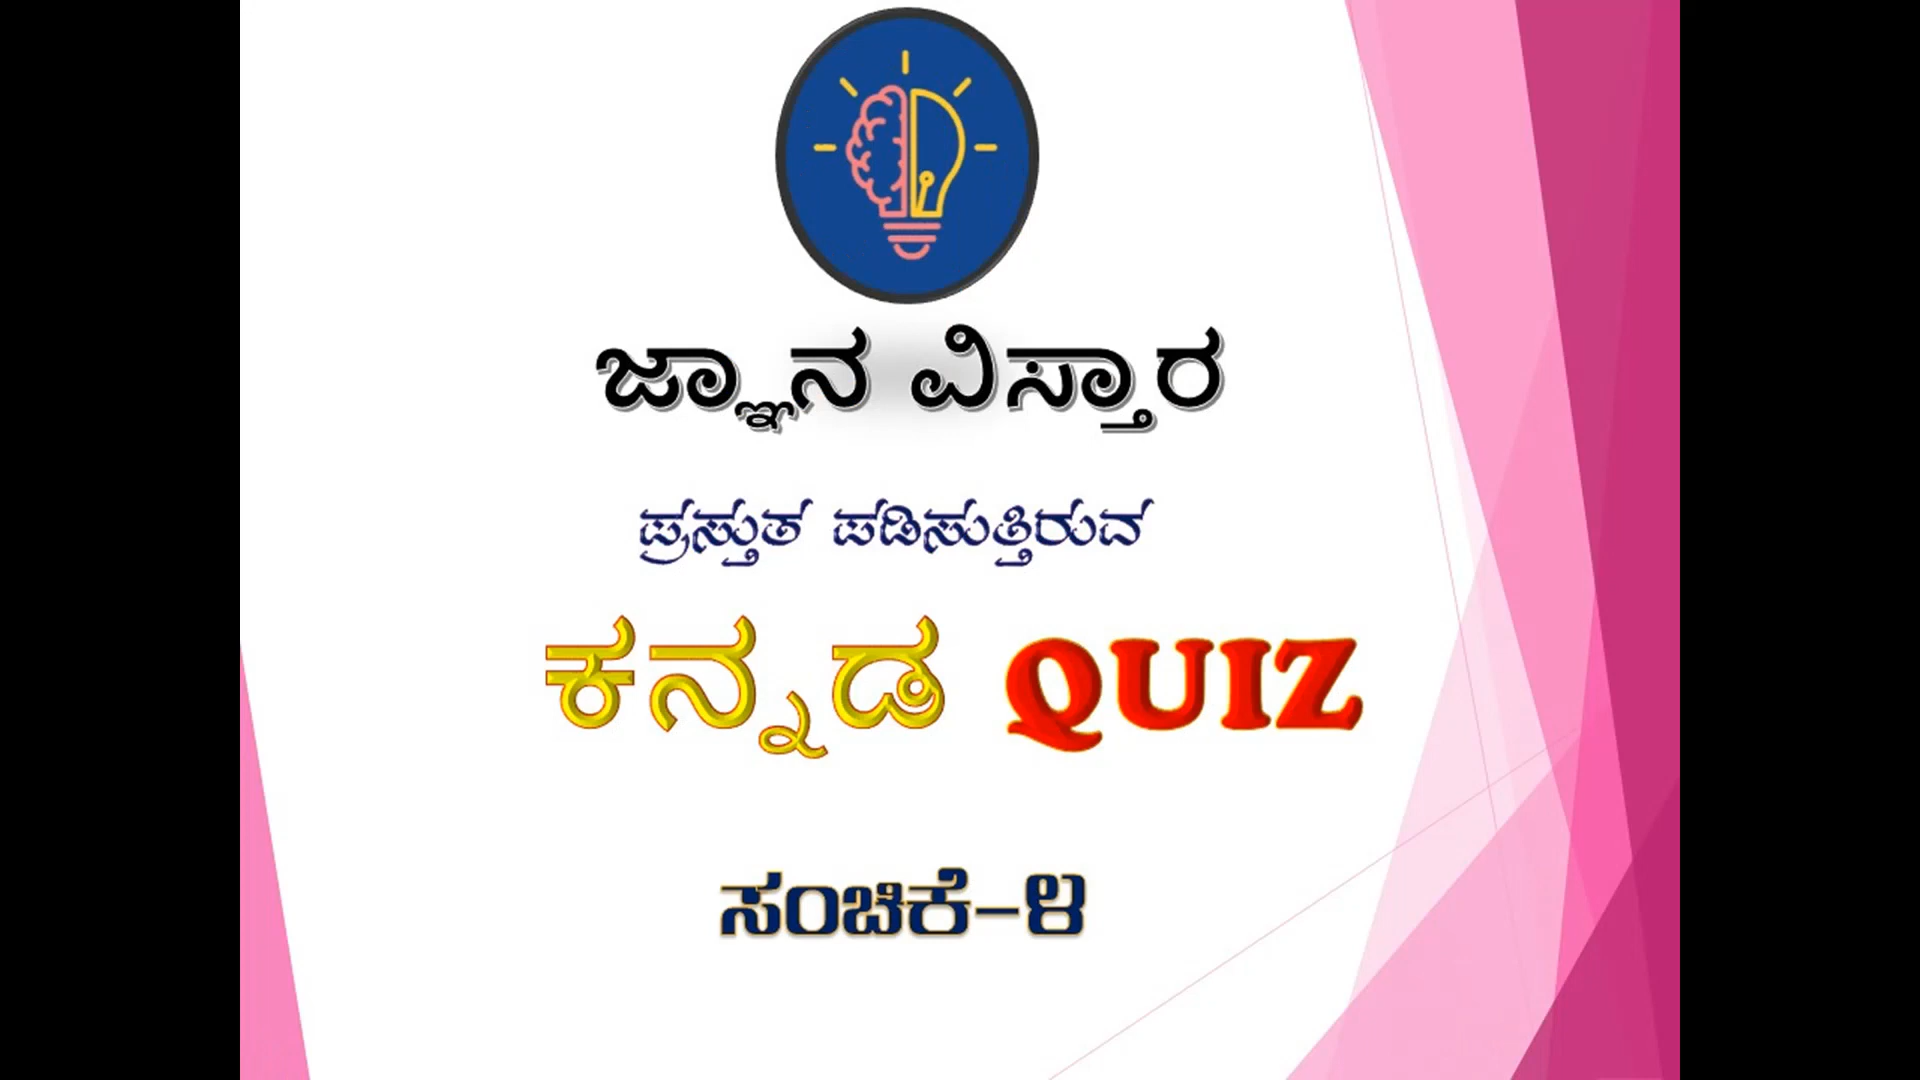 ಜ್ಞಾನ ವಿಸ್ತಾರ
ಪ್ರಸ್ತುತ ಪಡಿಸುತ್ತಿರುವ
ಕನ್ನಡ QUIZ
ಸಂಚಿಕೆ-೪